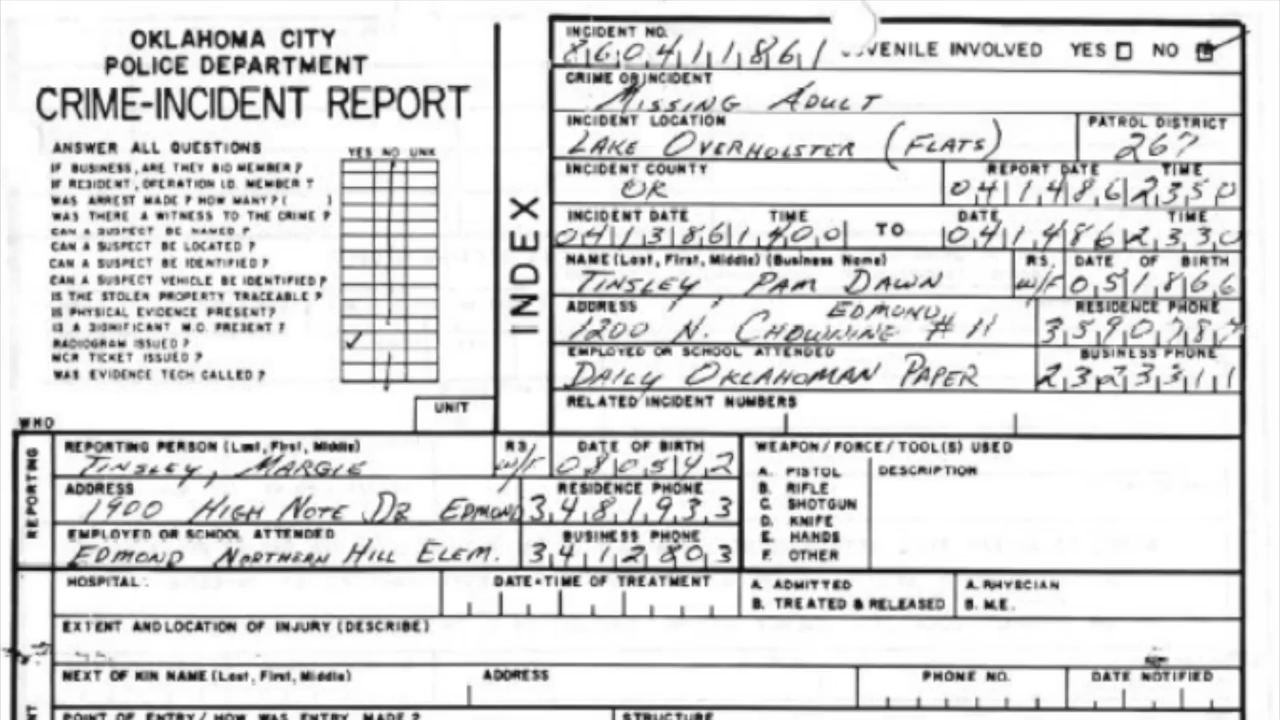 OKLAHOMA CITY
POLICE DEPARTMENT
CRIME-INCIDENT REPORT
ANSWER ALL QUESTIONS
YES NO UNK
IF BUSINESS, ARE THEY BID MEMBER?
IF RESIDENT, OPERATION I.D. MEMBER?
WAS ARREST MADE? HOW MANY? ( )
WAS THERE A WITNESS TO THE CRIME?
CAN A SUSPECT BE NAMED?
CAN A SUSPECT BE LOCATED?
CAN A SUSPECT BE IDENTIFIED?
CAN A SUSPECT VEHICLE BE IDENTIFIED?
IS THE STOLEN PROPERTY TRACEABLE?
IS PHYSICAL EVIDENCE PRESENT?
IS A SIGNIFICANT M.O. PRESENT?
RADIOGRAM ISSUED? ✓
MCR TICKET ISSUED?
WAS EVIDENCE TECH CALLED?
UNIT
INDEX
INCIDENT NO.
860411861 VENILE INVOLVED YES NO
CRIME OR INCIDENT
MISSING ADULT
INCIDENT LOCATION PATROL DISTRICT
LAKE OVERHOLSTER (FLATS) 267
INCIDENT COUNTY REPORT DATE TIME
OK 041486 2350
INCIDENT DATE TIME TO DATE TIME
041386 1400 041486 2330
NAME (Last, First, Middle) (Business Name) RS. DATE OF BIRTH
TINSLEY, PAM DAWN W/F 051866
ADDRESS RESIDENCE PHONE
EDMOND
1200 N. # 11
EMPLOYED OR SCHOOL ATTENDED BUSINESS PHONE
DAILY OKLAHOMAN PAPER 2323311
RELATED INCIDENT NUMBERS
WHO
REPORTING
REPORTING PERSON (Last, First, Middle) RS DATE OF BIRTH
TINSLEY, MARGIE W/F 080542
ADDRESS RESIDENCE PHONE
1900 HIGH NOTE DR EDMOND 3481933
EMPLOYED OR SCHOOL ATTENDED BUSINESS PHONE
EDMOND NORTHERN HILL ELEM. 3412803
WEAPON/FORCE/TOOL(S) USED
A. PISTOL DESCRIPTION
B. RIFLE
C. SHOTGUN
D. KNIFE
E. HANDS
F. OTHER
HOSPITAL: DATE-TIME OF TREATMENT A. ADMITTED A. PHYSCIAN
B. TREATED & RELEASED B. M.E.
EXTENT AND LOCATION OF INJURY (DESCRIBE)
NEXT OF KIN NAME (Last, First, Middle) ADDRESS PHONE NO. DATE NOTIFIED
POINT OF ENTRY/HOW WAS ENTRY MADE? STRUCTURE